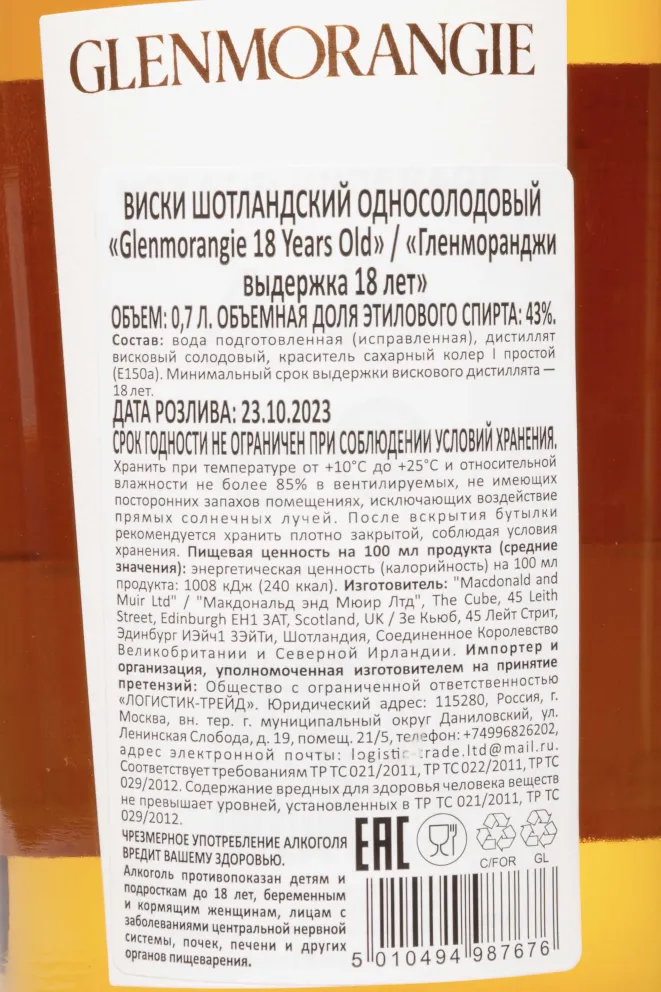 GLENMORANGIE
ВИСКИ ШОТЛАНДСКИЙ ОДНОСОЛОДОВЫЙ
«Glenmorangie 18 Years Old» / «Гленморанджи
выдержка 18 лет»
ОБЪЕМ: 0,7 Л. ОБЪЕМНАЯ ДОЛЯ ЭТИЛОВОГО СПИРТА: 43%.
Состав: вода подготовленная (исправленная), дистиллят
висковый солодовый, краситель сахарный колер I простой
(Е150а). Минимальный срок выдержки вискового дистиллята —
18 лет.
ДАТА РОЗЛИВА: 23.10.2023
СРОК ГОДНОСТИ НЕ ОГРАНИЧЕН ПРИ СОБЛЮДЕНИИ УСЛОВИЙ ХРАНЕНИЯ.
Хранить при температуре от +10°С до +25°С и относительной
влажности не более 85% в вентилируемых, не имеющих
посторонних запахов помещениях, исключающих воздействие
прямых солнечных лучей. После вскрытия бутылки
рекомендуется хранить плотно закрытой, соблюдая условия
хранения. Пищевая ценность на 100 мл продукта (средние
значения): энергетическая ценность (калорийность) на 100 мл
продукта: 1008 кДж (240 ккал). Изготовитель: "Macdonald and
Muir Ltd" / "Макдональд энд Мюир Лтд", The Cube, 45 Leith
Street, Edinburgh EH1 3AT, Scotland, UK / Зе Кьюб, 45 Лейт Стрит,
Эдинбург ИЭйч1 3ЭйТи, Шотландия, Соединенное Королевство
Великобритании и Северной Ирландии. Импортер и
организация, уполномоченная изготовителем на принятие
претензий: Общество с ограниченной ответственностью
«ЛОГИСТИК-ТРЕЙД». Юридический адрес: 115280, Россия, г.
Москва, вн. тер. г. муниципальный округ Даниловский, ул.
Ленинская Слобода, д. 19, помещ. 21/5, телефон: +74996826202,
адрес электронной почты: logistic-trade.ltd@mail.ru.
Соответствует требованиям ТР ТС 021/2011, ТР ТС 022/2011, ТР ТС
029/2012. Содержание вредных для здоровья человека веществ
не превышает уровней, установленных в ТР ТС 021/2011, ТР ТС
029/2012.
ЧРЕЗМЕРНОЕ УПОТРЕБЛЕНИЕ АЛКОГОЛЯ
ВРЕДИТ ВАШЕМУ ЗДОРОВЬЮ.
Алкоголь противопоказан детям и
подросткам до 18 лет, беременным
и кормящим женщинам, лицам с
заболеваниями центральной нервной
системы, почек, печени и других
органов пищеварения.
EAC
C/FOR GL
5 010494 987676